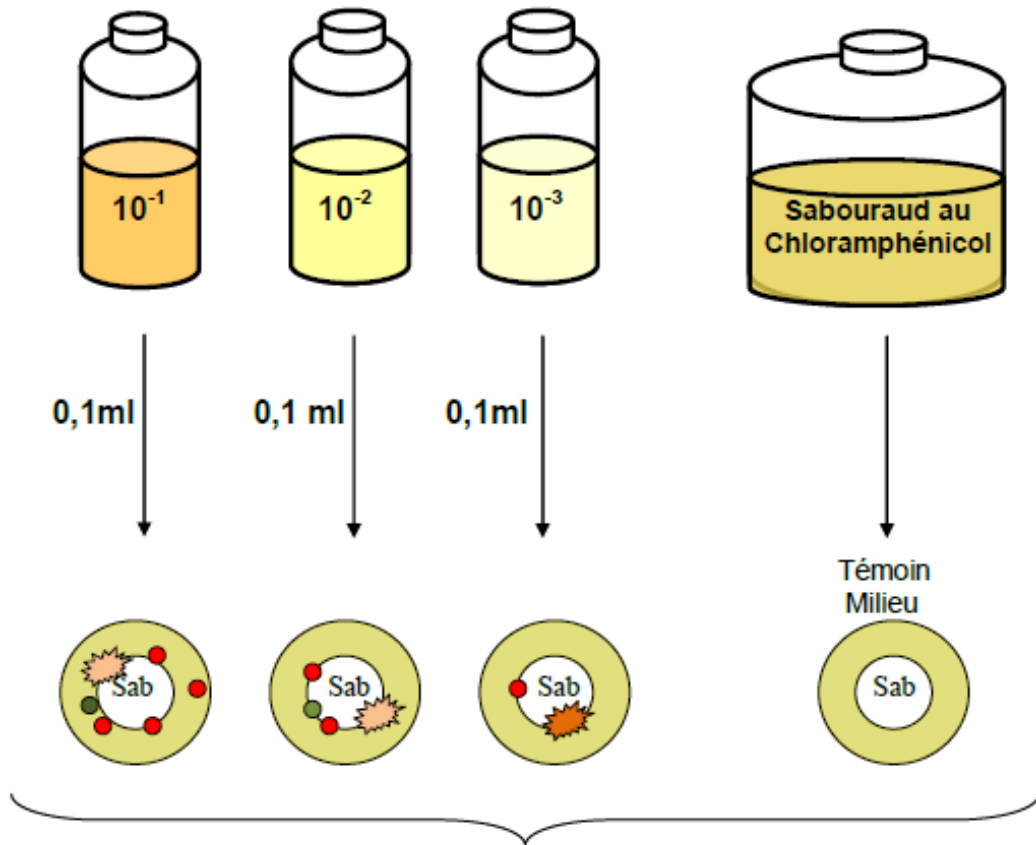 10⁻¹
10⁻²
10⁻³
Sabouraud au
Chloramphénicol
0,1ml
0,1 ml
0,1ml
Témoin
Milieu
Sab
Sab
Sab
Sab